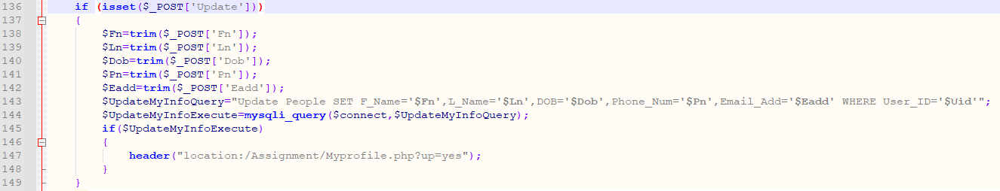 136 if (isset($_POST['Update']))
137 {
138 $Fn=trim($_POST['Fn']);
139 $Ln=trim($_POST['Ln']);
140 $Dob=trim($_POST['Dob']);
141 $Pn=trim($_POST['Pn']);
142 $Eadd=trim($_POST['Eadd']);
143 $UpdateMyInfoQuery="Update People SET F_Name='$Fn',L_Name='$Ln',DOB='$Dob',Phone_Num='$Pn',Email_Add='$Eadd' WHERE User_ID='$Uid'";
144 $UpdateMyInfoExecute=mysqli_query($connect,$UpdateMyInfoQuery);
145 if($UpdateMyInfoExecute)
146 {
147 header("location:/Assignment/Myprofile.php?up=yes");
148 }
149 }